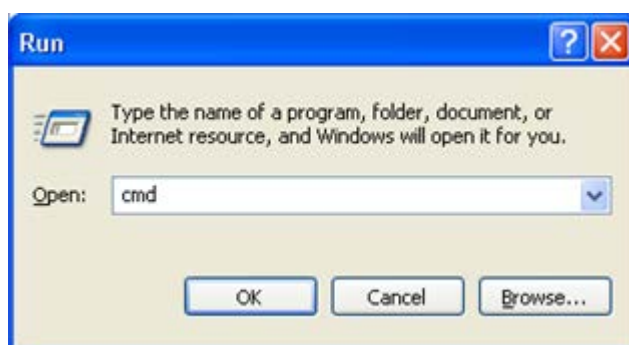 Run
Type the name of a program, folder, document, or
Internet resource, and Windows will open it for you.
Open: cmd
OK Cancel Browse...